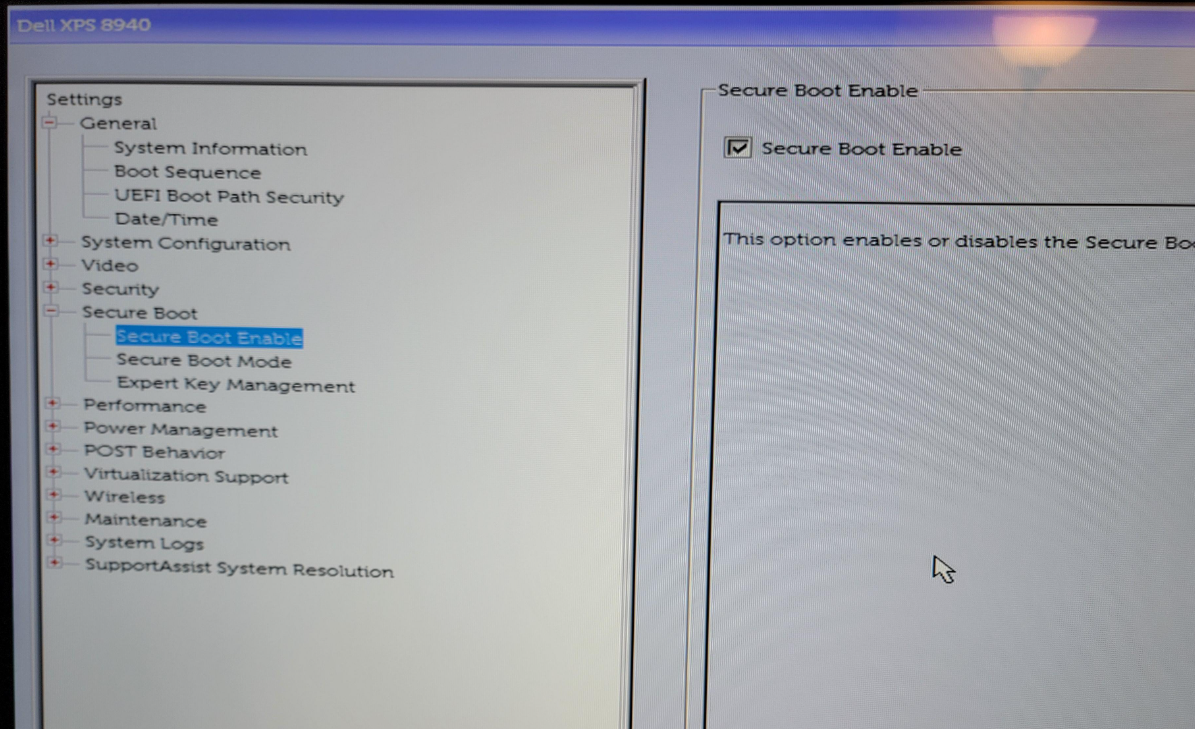 Dell XPS 8940
Settings
General
System Information
Boot Sequence
UEFI Boot Path Security
Date/Time
System Configuration
Video
Security
Secure Boot
Secure Boot Enable
Secure Boot Mode
Expert Key Management
Performance
Power Management
POST Behavior
Virtualization Support
Wireless
Maintenance
System Logs
SupportAssist System Resolution
Secure Boot Enable
Secure Boot Enable
This option enables or disables the Secure